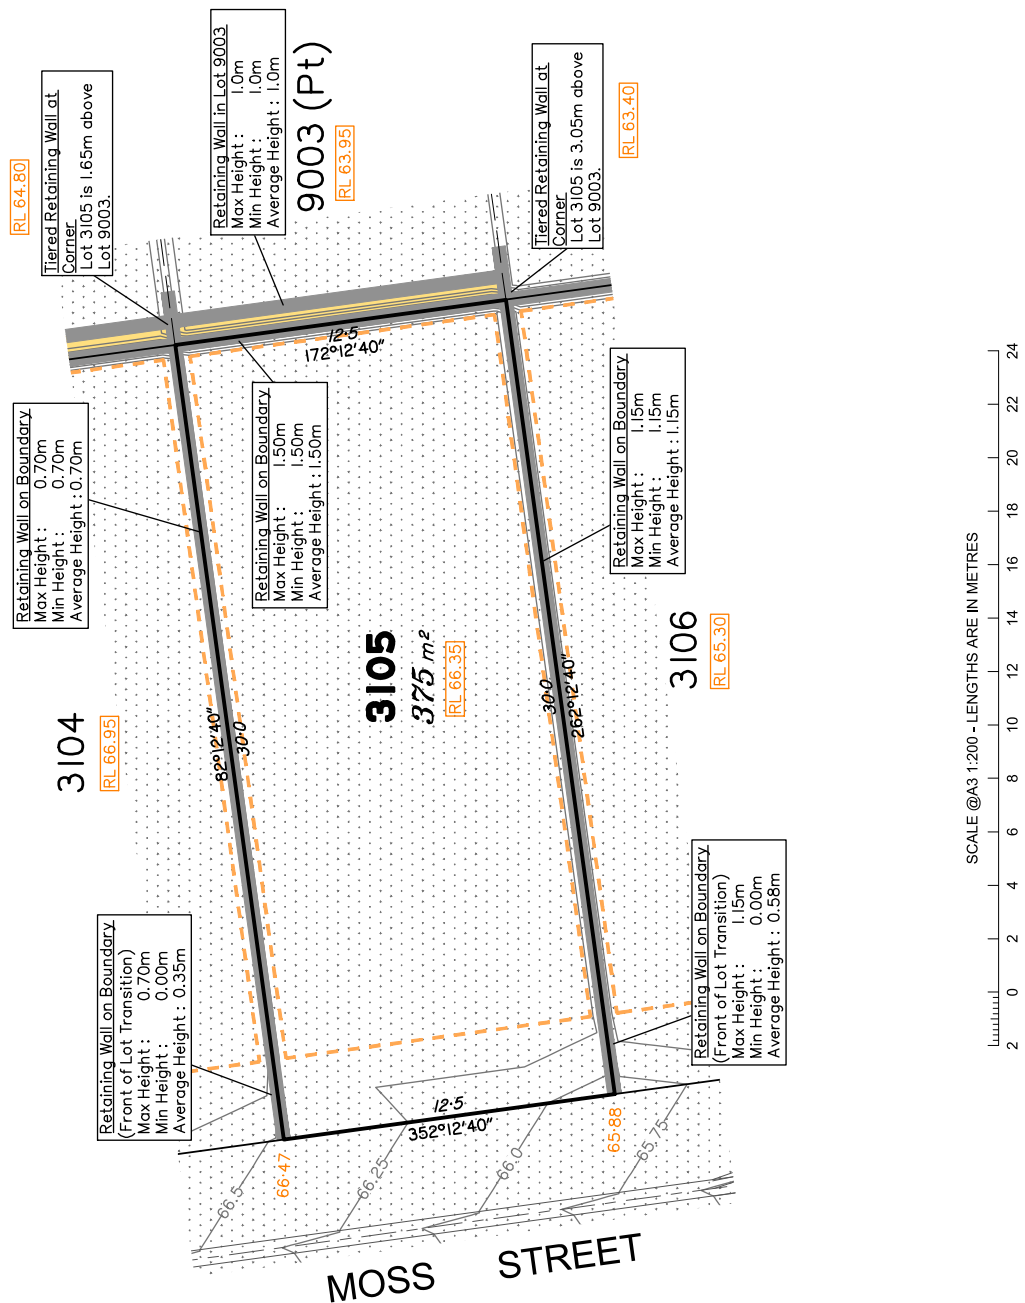 RL 64.80
Tiered Retaining Wall at
Corner
Lot 3105 is 1.65m above
Lot 9003.
Retaining Wall in Lot 9003
Max Height : 1.0m
Min Height : 1.0m
Average Height : 1.0m
9003 (Pt)
RL 63.95
Tiered Retaining Wall at
Corner
Lot 3105 is 3.05m above
Lot 9003.
RL 63.40
12·5
172°12'40"
Retaining Wall on Boundary
Max Height : 0.70m
Min Height : 0.70m
Average Height : 0.70m
Retaining Wall on Boundary
Max Height : 1.50m
Min Height : 1.50m
Average Height : 1.50m
Retaining Wall on Boundary
Max Height : 1.15m
Min Height : 1.15m
Average Height : 1.15m
3104
RL 66.95
82°12'40"
30·0
3105
375 m²
RL 66.35
30·0
262°12'40"
3106
RL 65.30
Retaining Wall on Boundary
(Front of Lot Transition)
Max Height : 0.70m
Min Height : 0.00m
Average Height : 0.35m
Retaining Wall on Boundary
(Front of Lot Transition)
Max Height : 1.15m
Min Height : 0.00m
Average Height : 0.58m
12·5
352°12'40"
66·47
65·88
66.5
66.25
66.0
65.75
MOSS STREET
SCALE @A3 1:200 - LENGTHS ARE IN METRES
2 0 2 4 6 8 10 12 14 16 18 20 22 24